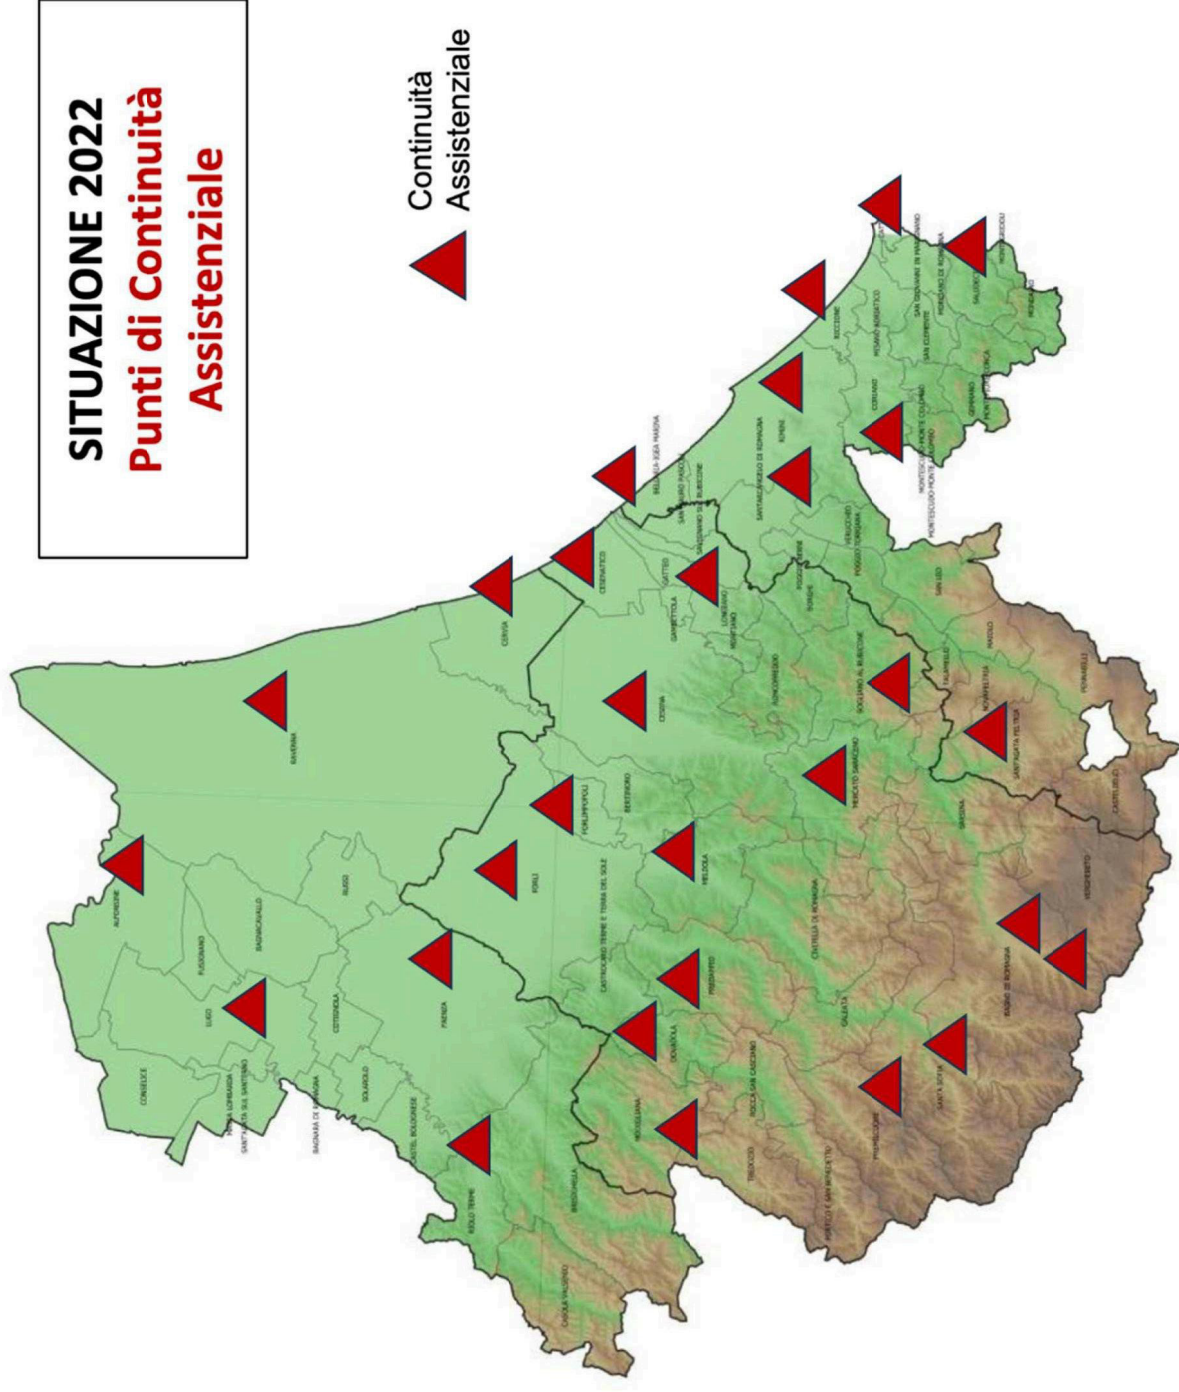 SITUAZIONE 2022
Punti di Continuità
Assistenziale
Continuità
Assistenziale
ALFONSINE
RAVENNA
CONSELICE
LUGO
FUSIGNANO
BAGNACAVALLO
RUSSI
MASSA LOMBARDA
SANT'AGATA SUL SANTERNO
BAGNARA DI ROMAGNA
COTIGNOLA
SOLAROLO
FAENZA
CASTEL BOLOGNESE
RIOLO TERME
BRISIGHELLA
CASOLA VALSENIO
CERVIA
CESENATICO
FORLÌ
FORLIMPOPOLI
BERTINORO
CESENA
GATTEO
GAMBETTOLA
LONGIANO
MONTIANO
SAN MAURO PASCOLI
SAVIGNANO SUL RUBICONE
BELLARIA-IGEA MARINA
CASTROCARO TERME E TERRA DEL SOLE
MELDOLA
PREDAPPIO
DOVADOLA
MODIGLIANA
ROCCA SAN CASCIANO
TREDOZIO
PORTICO E SAN BENEDETTO
PREMILCUORE
GALEATA
CIVITELLA DI ROMAGNA
SANTA SOFIA
BAGNO DI ROMAGNA
VERGHERETO
SARSINA
MERCATO SARACENO
RONCOFREDDO
SOGLIANO AL RUBICONE
BORGHI
POGGIO TORRIANA
VERUCCHIO
SANTARCANGELO DI ROMAGNA
RIMINI
RICCIONE
MISANO ADRIATICO
CORIANO
SAN CLEMENTE
SAN GIOVANNI IN MARIGNANO
MORCIANO DI ROMAGNA
MONTESCUDO-MONTE COLOMBO
MONTESCUDO-MONTE COLOMBO
GEMMANO
MONDAINO
SAN LEO
MAIOLO
TALAMELLO
NOVAFELTRIA
SANT'AGATA FELTRIA
PENNABILLI
CASTELDELCI